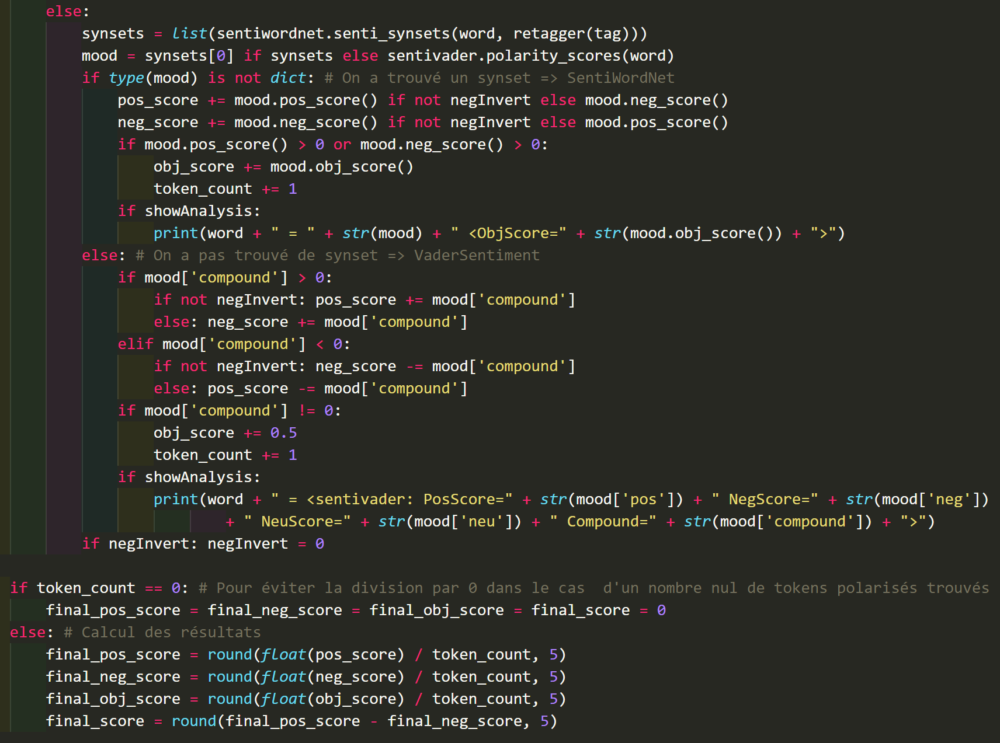 else:
synsets = list(sentiwordnet.senti_synsets(word, retagger(tag)))
mood = synsets[0] if synsets else sentivader.polarity_scores(word)
if type(mood) is not dict: # On a trouvé un synset => SentiWordNet
pos_score += mood.pos_score() if not negInvert else mood.neg_score()
neg_score += mood.neg_score() if not negInvert else mood.pos_score()
if mood.pos_score() > 0 or mood.neg_score() > 0:
obj_score += mood.obj_score()
token_count += 1
if showAnalysis:
print(word + " = " + str(mood) + " <ObjScore=" + str(mood.obj_score()) + ">")
else: # On a pas trouvé de synset => VaderSentiment
if mood['compound'] > 0:
if not negInvert: pos_score += mood['compound']
else: neg_score += mood['compound']
elif mood['compound'] < 0:
if not negInvert: neg_score -= mood['compound']
else: pos_score -= mood['compound']
if mood['compound'] != 0:
obj_score += 0.5
token_count += 1
if showAnalysis:
print(word + " = <sentivader: PosScore=" + str(mood['pos']) + " NegScore=" + str(mood['neg'])
+ " NeuScore=" + str(mood['neu']) + " Compound=" + str(mood['compound']) + ">")
if negInvert: negInvert = 0
if token_count == 0: # Pour éviter la division par 0 dans le cas  d'un nombre nul de tokens polarisés trouvés
final_pos_score = final_neg_score = final_obj_score = final_score = 0
else: # Calcul des résultats
final_pos_score = round(float(pos_score) / token_count, 5)
final_neg_score = round(float(neg_score) / token_count, 5)
final_obj_score = round(float(obj_score) / token_count, 5)
final_score = round(final_pos_score - final_neg_score, 5)